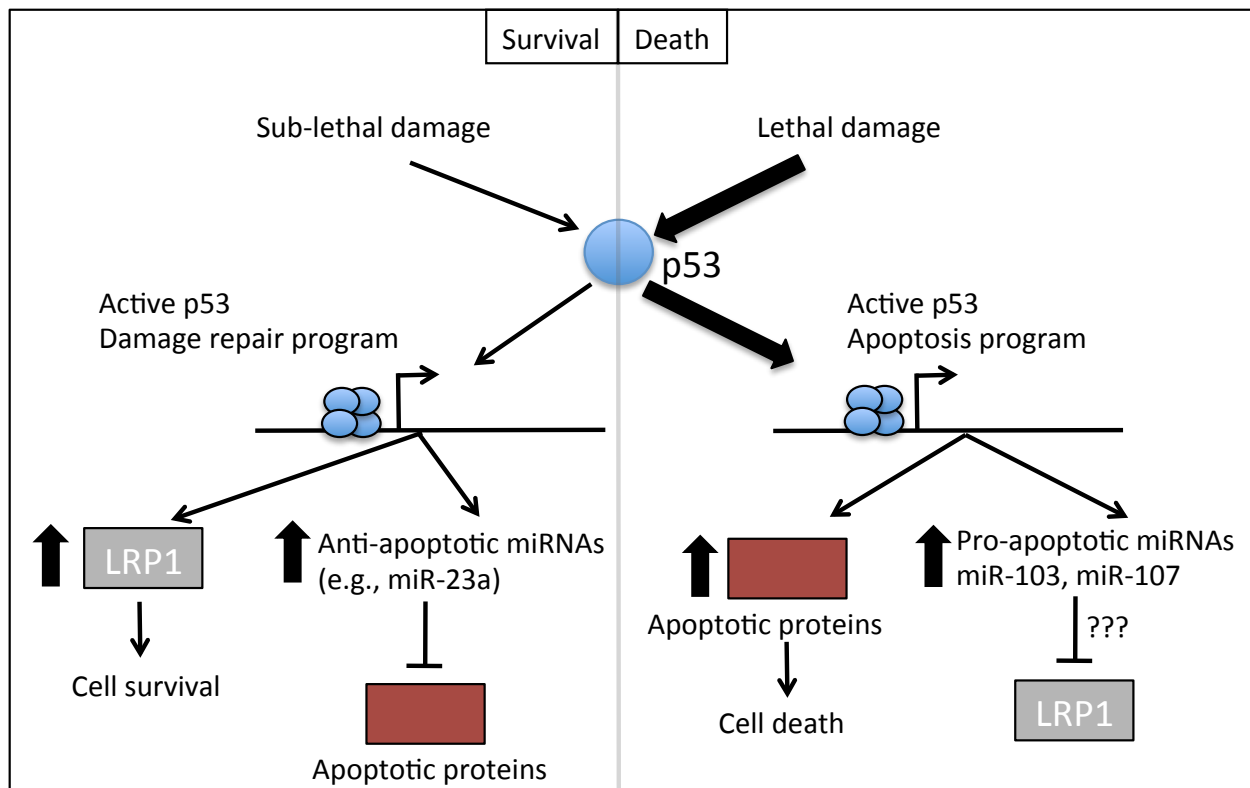 Survival
Death
Sub-lethal damage
Lethal damage
p53
Active p53
Damage repair program
Active p53
Apoptosis program
LRP1
Anti-apoptotic miRNAs
(e.g., miR-23a)
Cell survival
Apoptotic proteins
Pro-apoptotic miRNAs
miR-103, miR-107
Apoptotic proteins
???
Cell death
LRP1